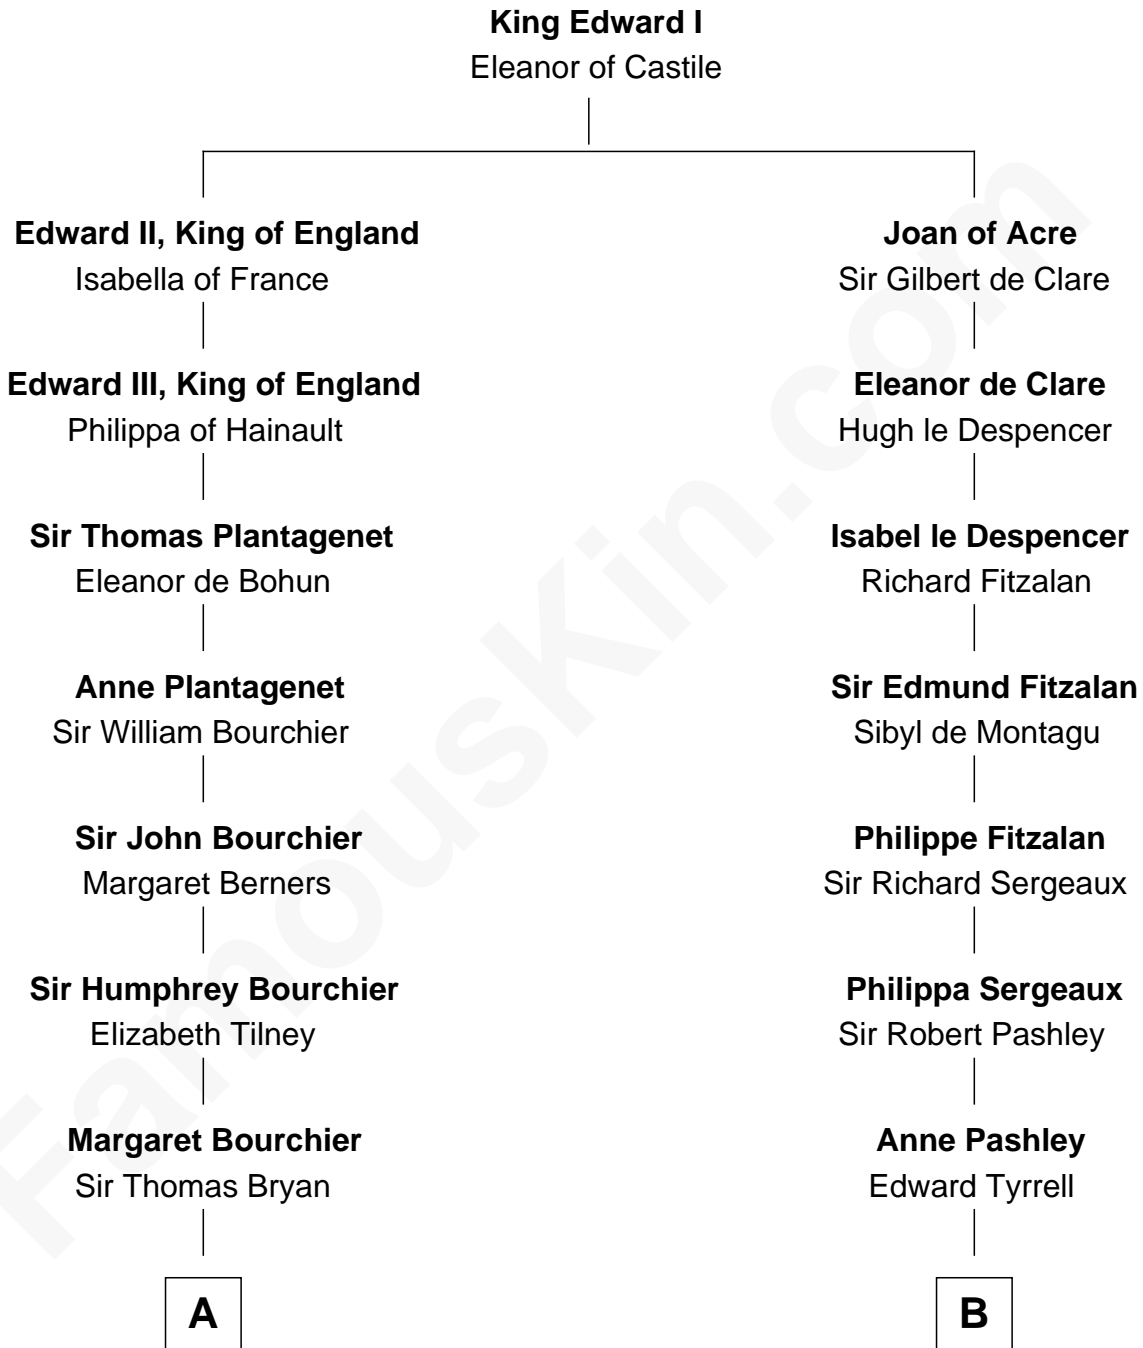 King Edward I
Eleanor of Castile
Edward II, King of England
Isabella of France
Joan of Acre
Sir Gilbert de Clare
Edward III, King of England
Philippa of Hainault
Eleanor de Clare
Hugh le Despencer
Sir Thomas Plantagenet
Eleanor de Bohun
Isabel le Despencer
Richard Fitzalan
Anne Plantagenet
Sir William Bourchier
Sir Edmund Fitzalan
Sibyl de Montagu
Sir John Bourchier
Margaret Berners
Philippe Fitzalan
Sir Richard Sergeaux
Sir Humphrey Bourchier
Elizabeth Tilney
Philippa Sergeaux
Sir Robert Pashley
Margaret Bourchier
Sir Thomas Bryan
Anne Pashley
Edward Tyrrell
A
B
FamousKin.com